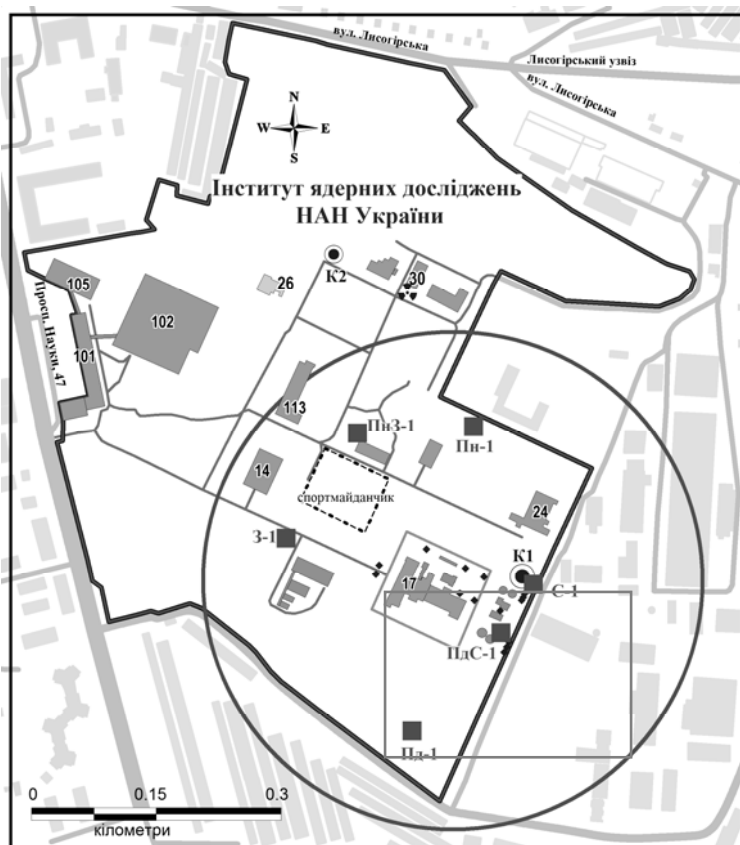 вул. Лисогірська
Лисогірський узвіз
вул. Лисогірська
N
W E
S
Інститут ядерних досліджень
НАН України
К2
30
26
105
102
101
Просп. Науки, 47
113
ПнЗ-1
Пн-1
14
спортмайданчик
24
З-1
К1
17
С-1
ПдС-1
Пд-1
0 0.15 0.3
кілометри